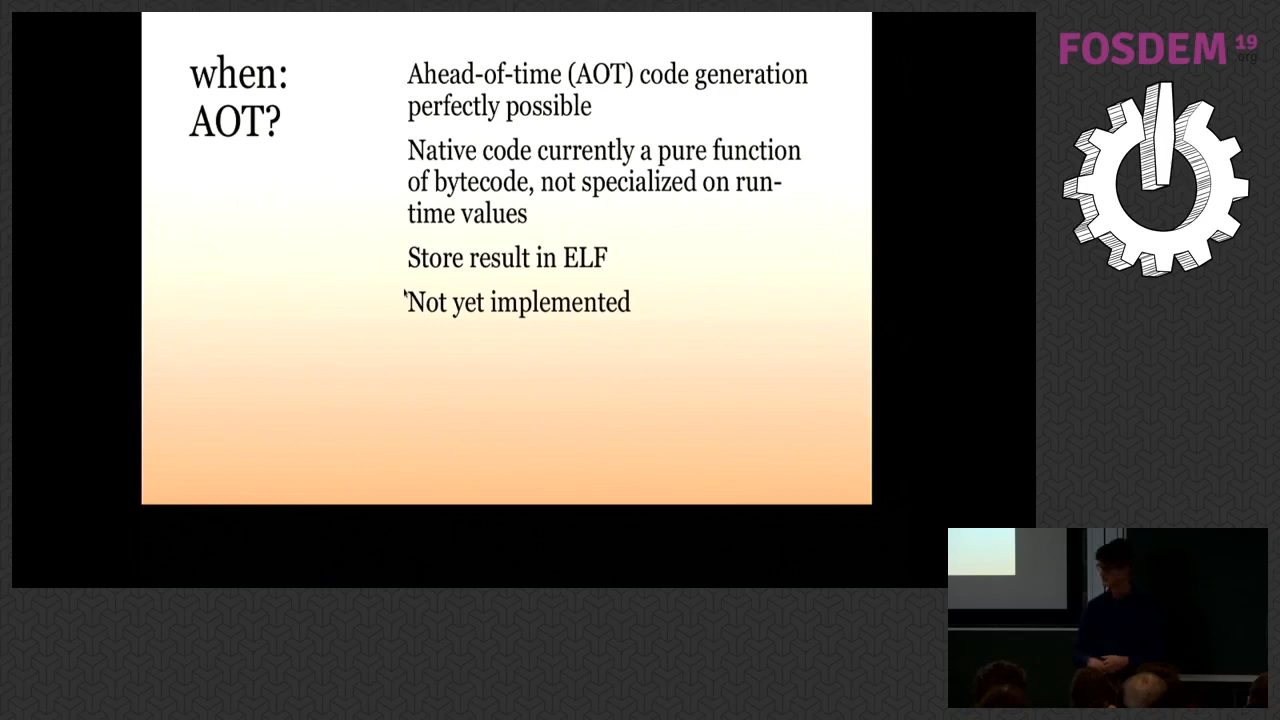 FOSDEM 19
.org
when:
AOT?
Ahead-of-time (AOT) code generation
perfectly possible
Native code currently a pure function
of bytecode, not specialized on run-
time values
Store result in ELF
Not yet implemented